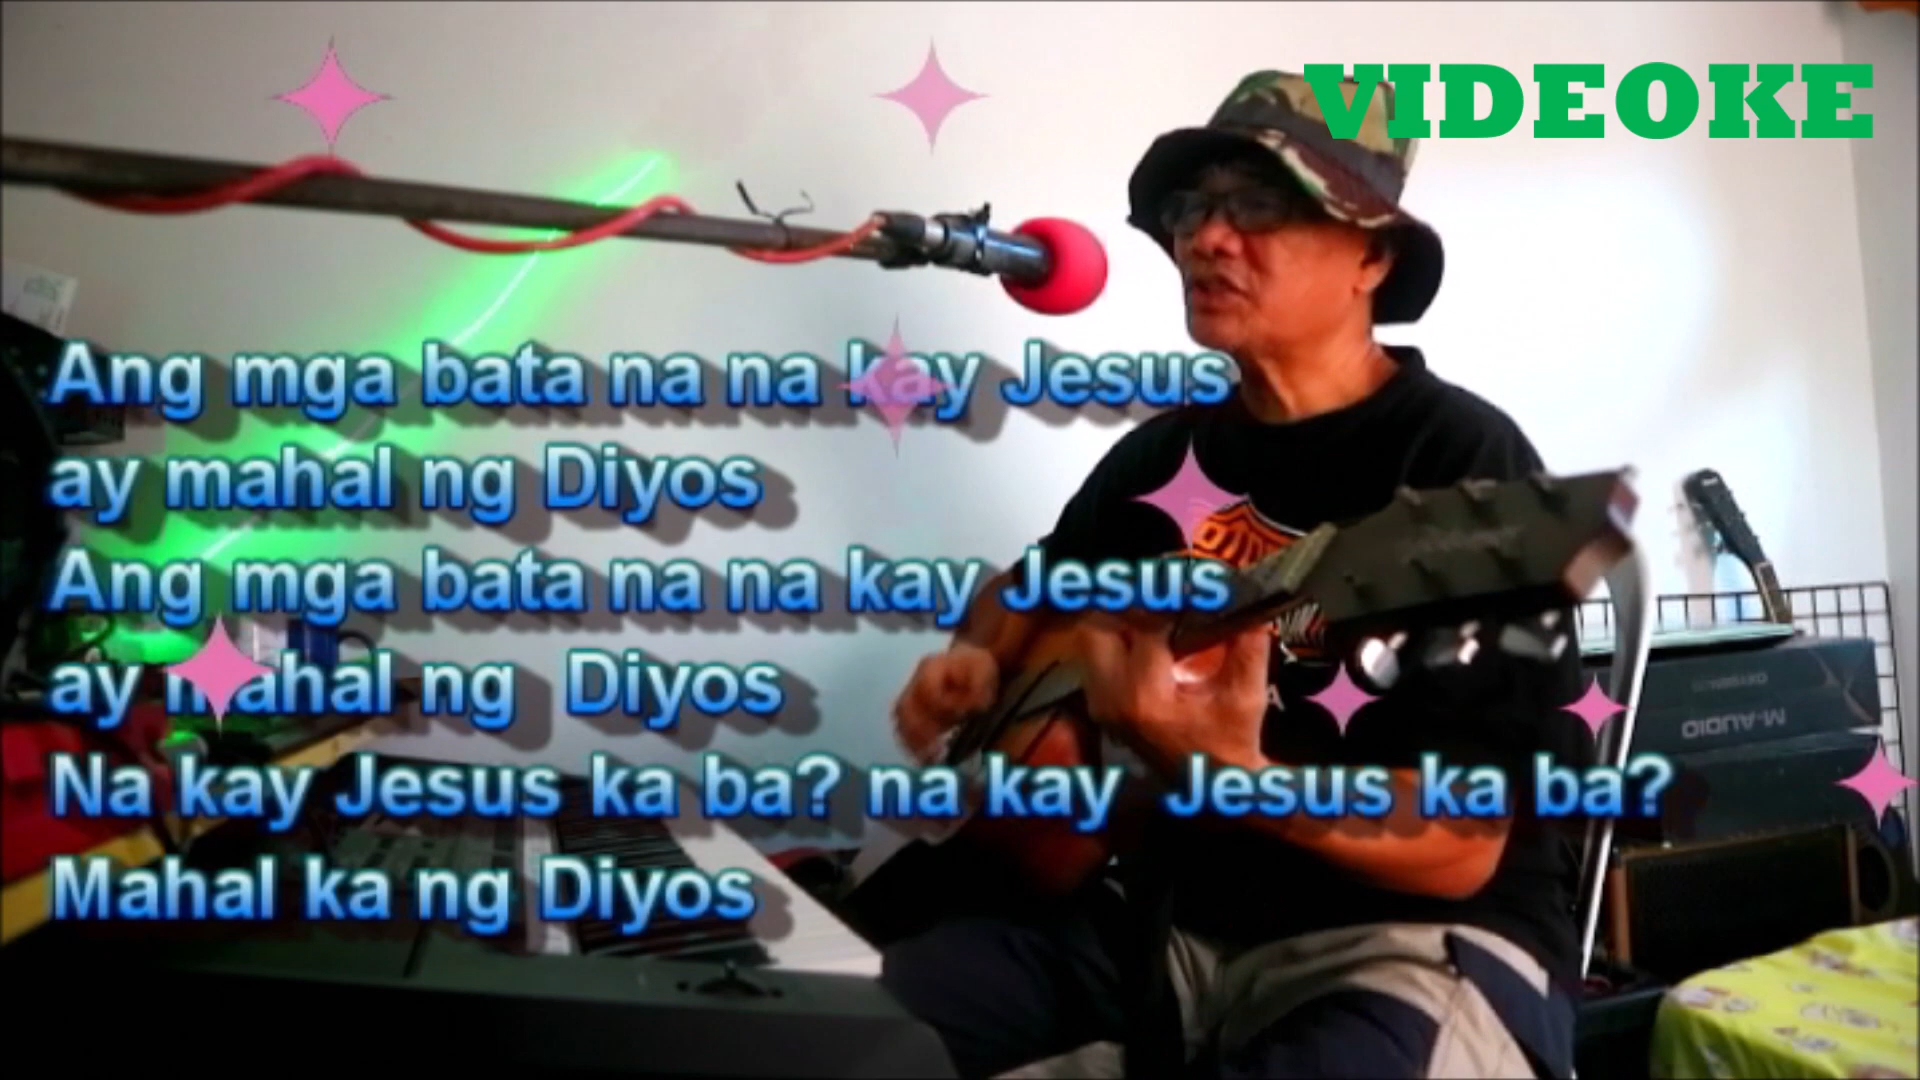 VIDEOKE
Ang mga bata na na kay Jesus
ay mahal ng Diyos
Ang mga bata na na kay Jesus
ay mahal ng Diyos
Na kay Jesus ka ba? na kay Jesus ka ba?
Mahal ka ng Diyos
M-AUDIO